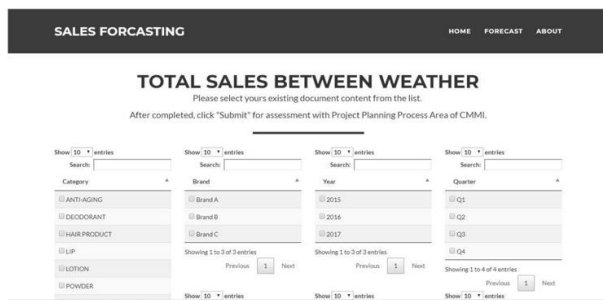 SALES FORCASTING
HOME FORECAST ABOUT
TOTAL SALES BETWEEN WEATHER
Please select yours existing document content from the list.
After completed, click "Submit" for assessment with Project Planning Process Area of CMMI.
Show 10 entries
Search:
Category
ANTI-AGING
DEODORANT
HAIR PRODUCT
LIP
LOTION
POWDER
Show 10 entries
Search:
Brand
Brand A
Brand B
Brand C
Showing 1 to 3 of 3 entries
Previous 1 Next
Show 10 entries
Show 10 entries
Search:
Year
2015
2016
2017
Showing 1 to 3 of 3 entries
Previous 1 Next
Show 10 entries
Show 10 entries
Search:
Quarter
Q1
Q2
Q3
Q4
Showing 1 to 4 of 4 entries
Previous 1 Next
Show 10 entries